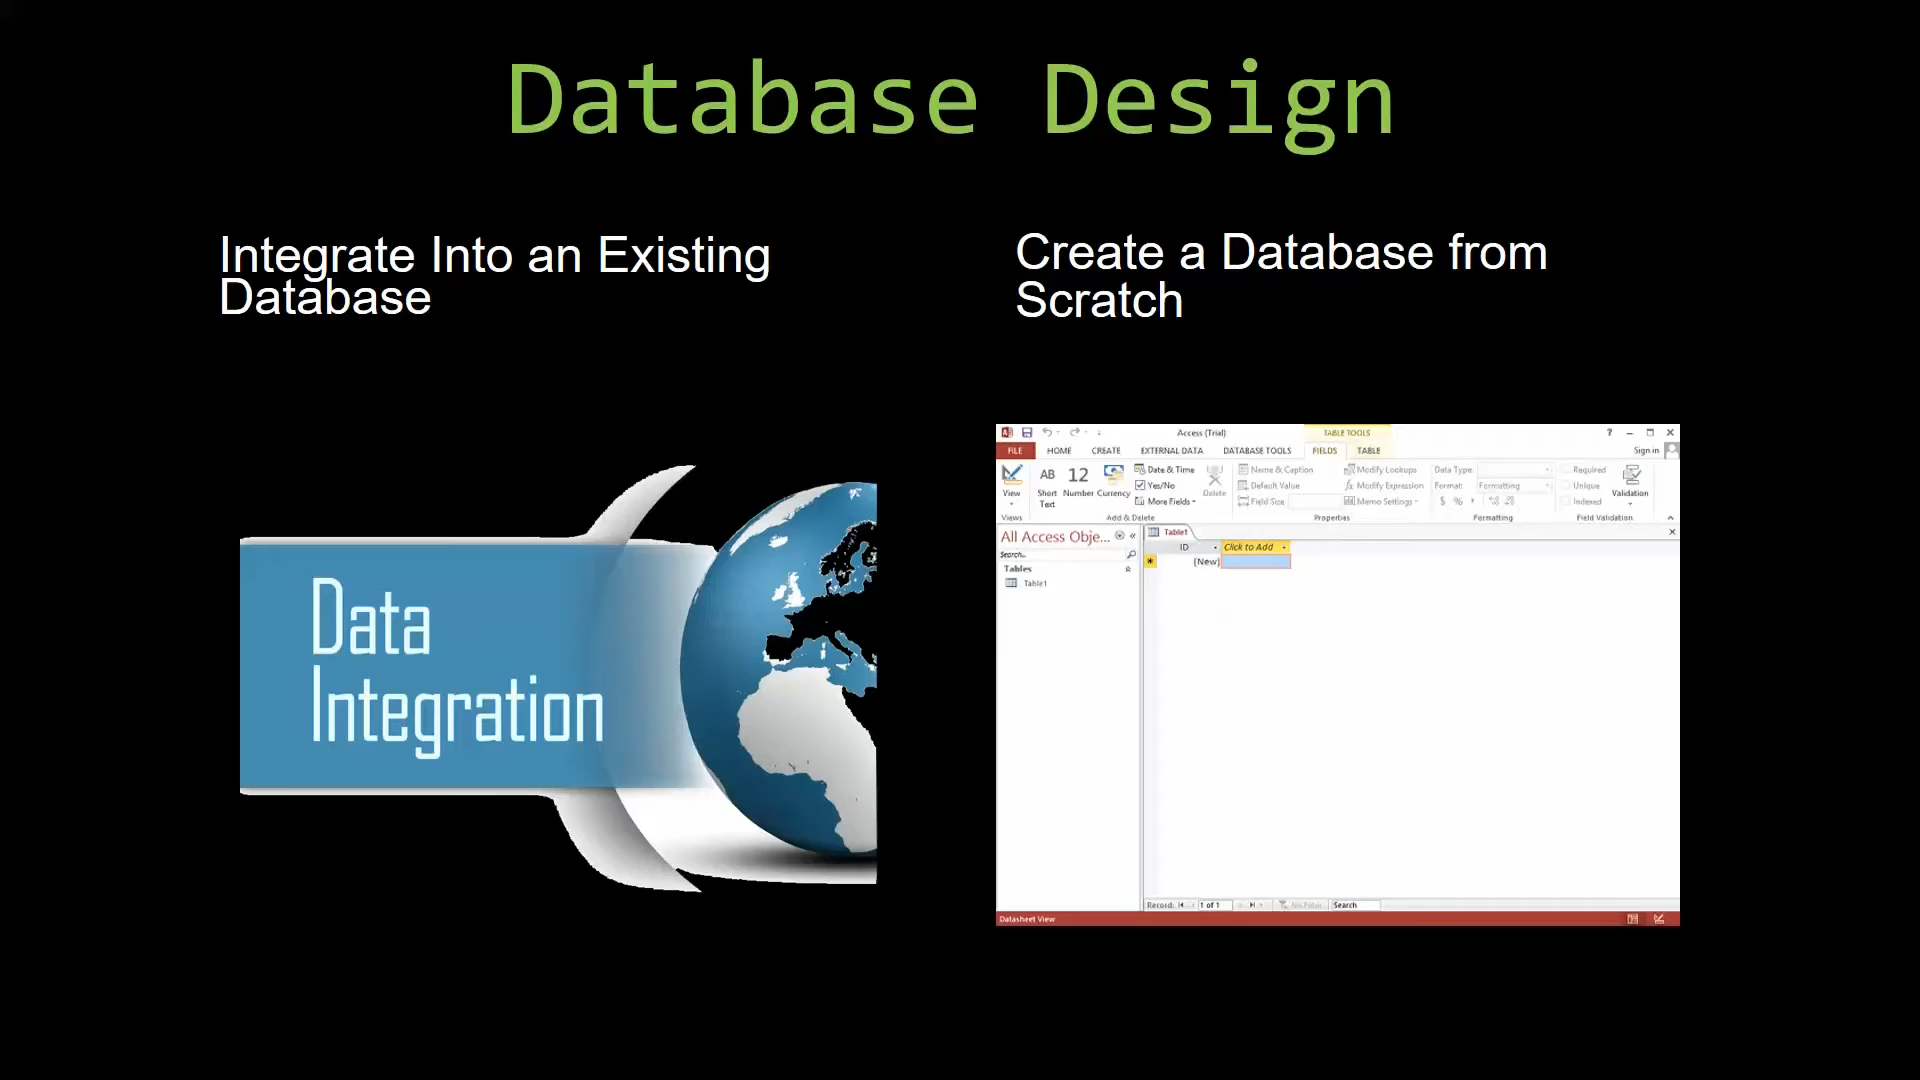 Database Design
Integrate Into an Existing
Database
Create a Database from
Scratch
Data
Integration
Access (Trial)
TABLE TOOLS
?
FILE HOME CREATE EXTERNAL DATA DATABASE TOOLS FIELDS TABLE
Sign in
View
Views
AB
Short
Text
12
Number
Currency
Date & Time
Yes/No
More Fields
Delete
Add & Delete
Name & Caption
Default Value
Field Size
Modify Lookups
fx Modify Expression
Memo Settings
Properties
Data Type:
Format: Formatting
$ %
Formatting
Required
Unique
Indexed
Validation
Field Validation
All Access Obje...
Search...
Tables
Table1
Table1
ID Click to Add
(New)
Record: 1 of 1 No Filter Search
Datasheet View